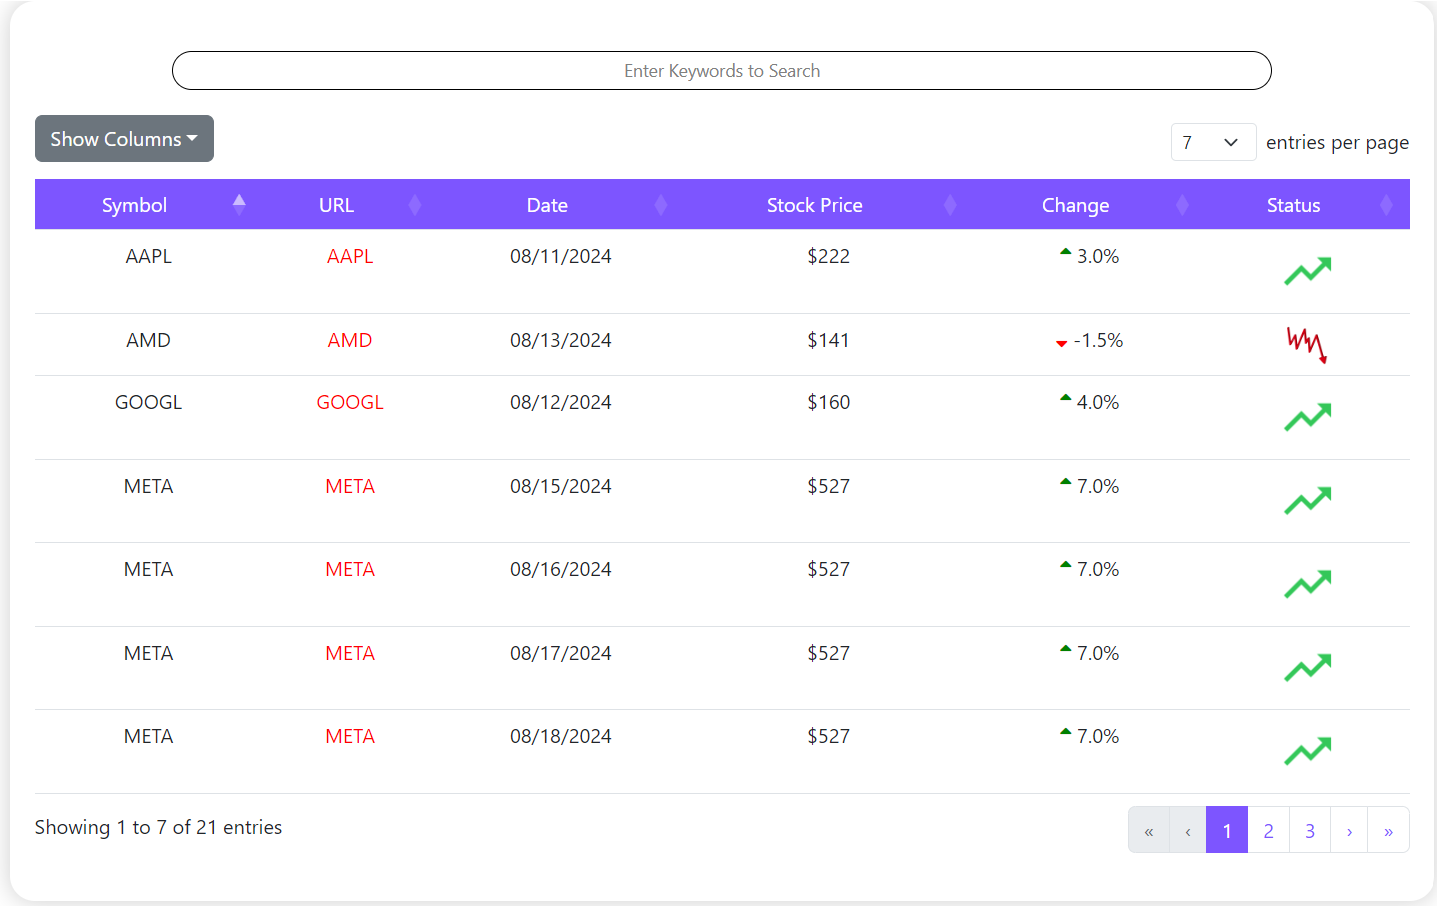 Enter Keywords to Search
Show Columns
7 entries per page
Symbol URL Date Stock Price Change Status
AAPL AAPL 08/11/2024 $222 3.0%
AMD AMD 08/13/2024 $141 -1.5%
GOOGL GOOGL 08/12/2024 $160 4.0%
META META 08/15/2024 $527 7.0%
META META 08/16/2024 $527 7.0%
META META 08/17/2024 $527 7.0%
META META 08/18/2024 $527 7.0%
Showing 1 to 7 of 21 entries
« ‹ 1 2 3 › »